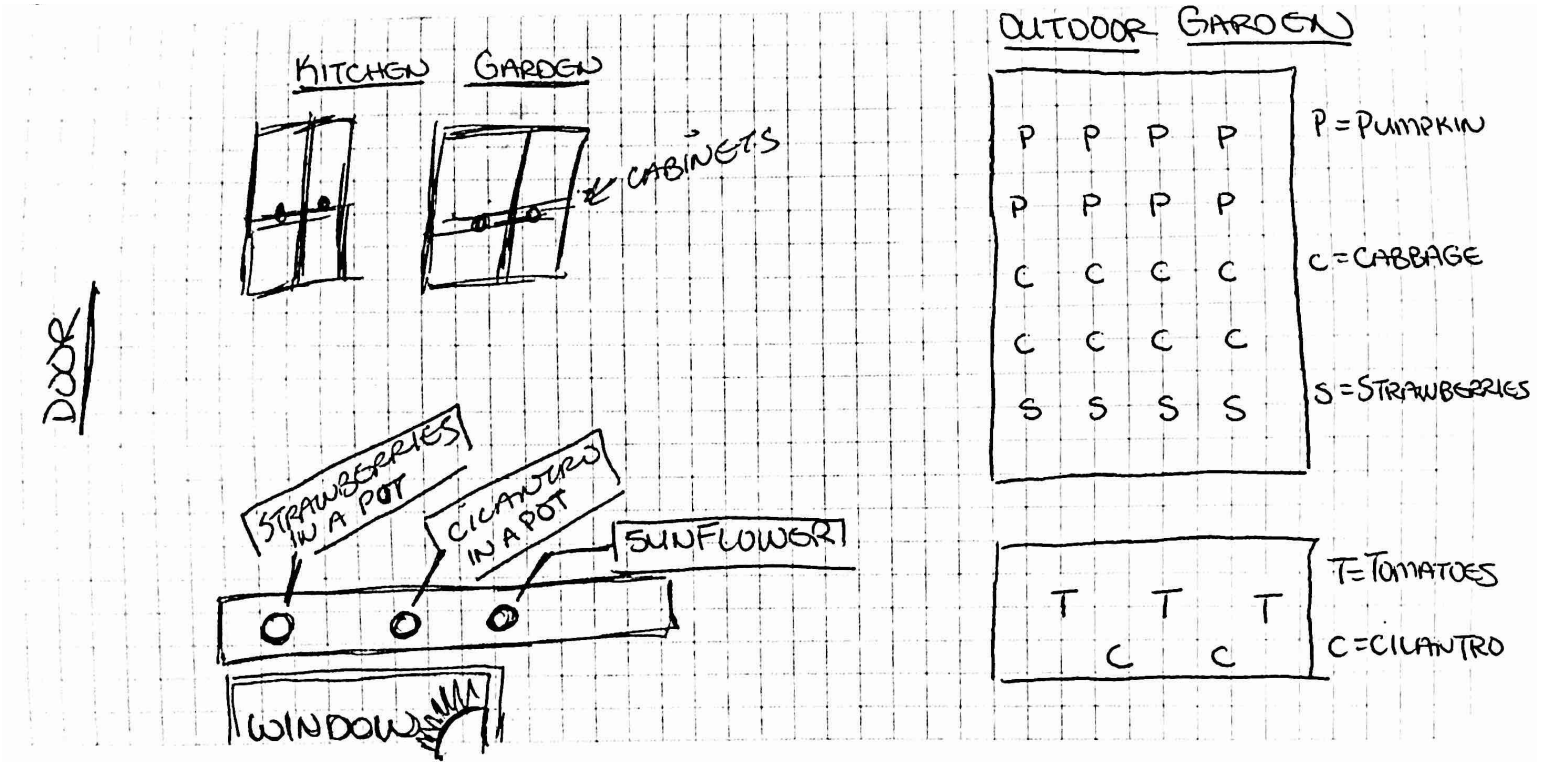 KITCHEN GARDEN
CABINETS
DOOR
STRAWBERRIES
IN A POT
CILANTRO
IN A POT
SUNFLOWER
WINDOW
OUTDOOR GARDEN
P P P P
P P P P
C C C C
C C C C
S S S S
P=PUMPKIN
C=CABBAGE
S=STRAWBERRIES
T T T
C C
T=TOMATOES
C=CILANTRO